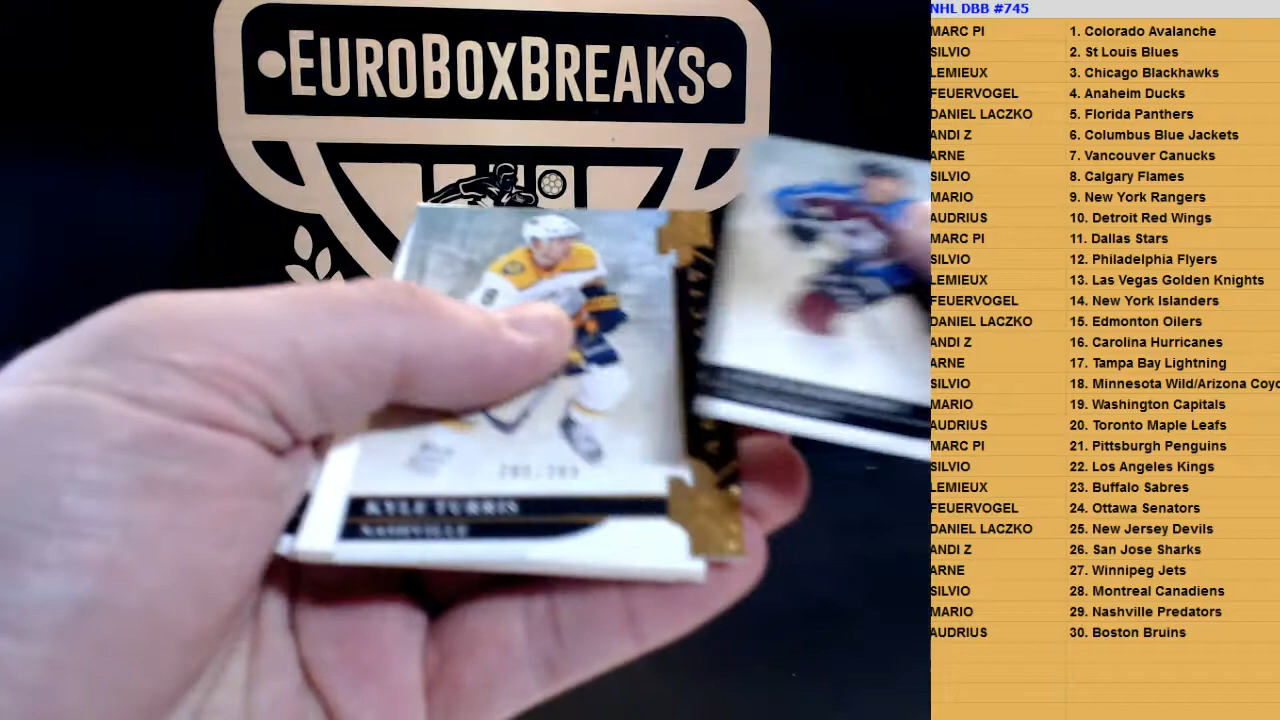 EUROBOXBREAKS
KYLE TURRIS
NASHVILLE
NHL DBB #745
MARC PI 1. Colorado Avalanche
SILVIO 2. St Louis Blues
LEMIEUX 3. Chicago Blackhawks
FEUERVOGEL 4. Anaheim Ducks
DANIEL LACZKO 5. Florida Panthers
ANDI Z 6. Columbus Blue Jackets
ARNE 7. Vancouver Canucks
SILVIO 8. Calgary Flames
MARIO 9. New York Rangers
AUDRIUS 10. Detroit Red Wings
MARC PI 11. Dallas Stars
SILVIO 12. Philadelphia Flyers
LEMIEUX 13. Las Vegas Golden Knights
FEUERVOGEL 14. New York Islanders
DANIEL LACZKO 15. Edmonton Oilers
ANDI Z 16. Carolina Hurricanes
ARNE 17. Tampa Bay Lightning
SILVIO 18. Minnesota Wild/Arizona Coyo
MARIO 19. Washington Capitals
AUDRIUS 20. Toronto Maple Leafs
MARC PI 21. Pittsburgh Penguins
SILVIO 22. Los Angeles Kings
LEMIEUX 23. Buffalo Sabres
FEUERVOGEL 24. Ottawa Senators
DANIEL LACZKO 25. New Jersey Devils
ANDI Z 26. San Jose Sharks
ARNE 27. Winnipeg Jets
SILVIO 28. Montreal Canadiens
MARIO 29. Nashville Predators
AUDRIUS 30. Boston Bruins